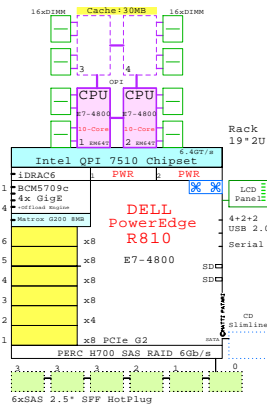 16xDIMM Cache:30MB 16xDIMM
3 4
QPI
CPU CPU
E7-4800 E7-4800
10-Core 10-Core
1 EM64T 2 EM64T
Rack
19"2U
6.4GT/s
Intel QPI 7510 Chipset
iDRAC6 1 PWR 2 PWR
1 BCM5709c
4x GigE
4 +Offload Engine
Matrox G200 8MB
LCD
Panel
DELL
PowerEdge
R810
E7-4800
4+2+2
USB 2.0
Serial
6 x8
5 x8
SD
4 x8
SD
3 x8
2 x4
1 x8 PCIe G2
SATA
CD
Slimline
PERC H700 SAS RAID 6Gb/s
3 3 3 3 3 0
6xSAS 2.5" SFF HotPlug